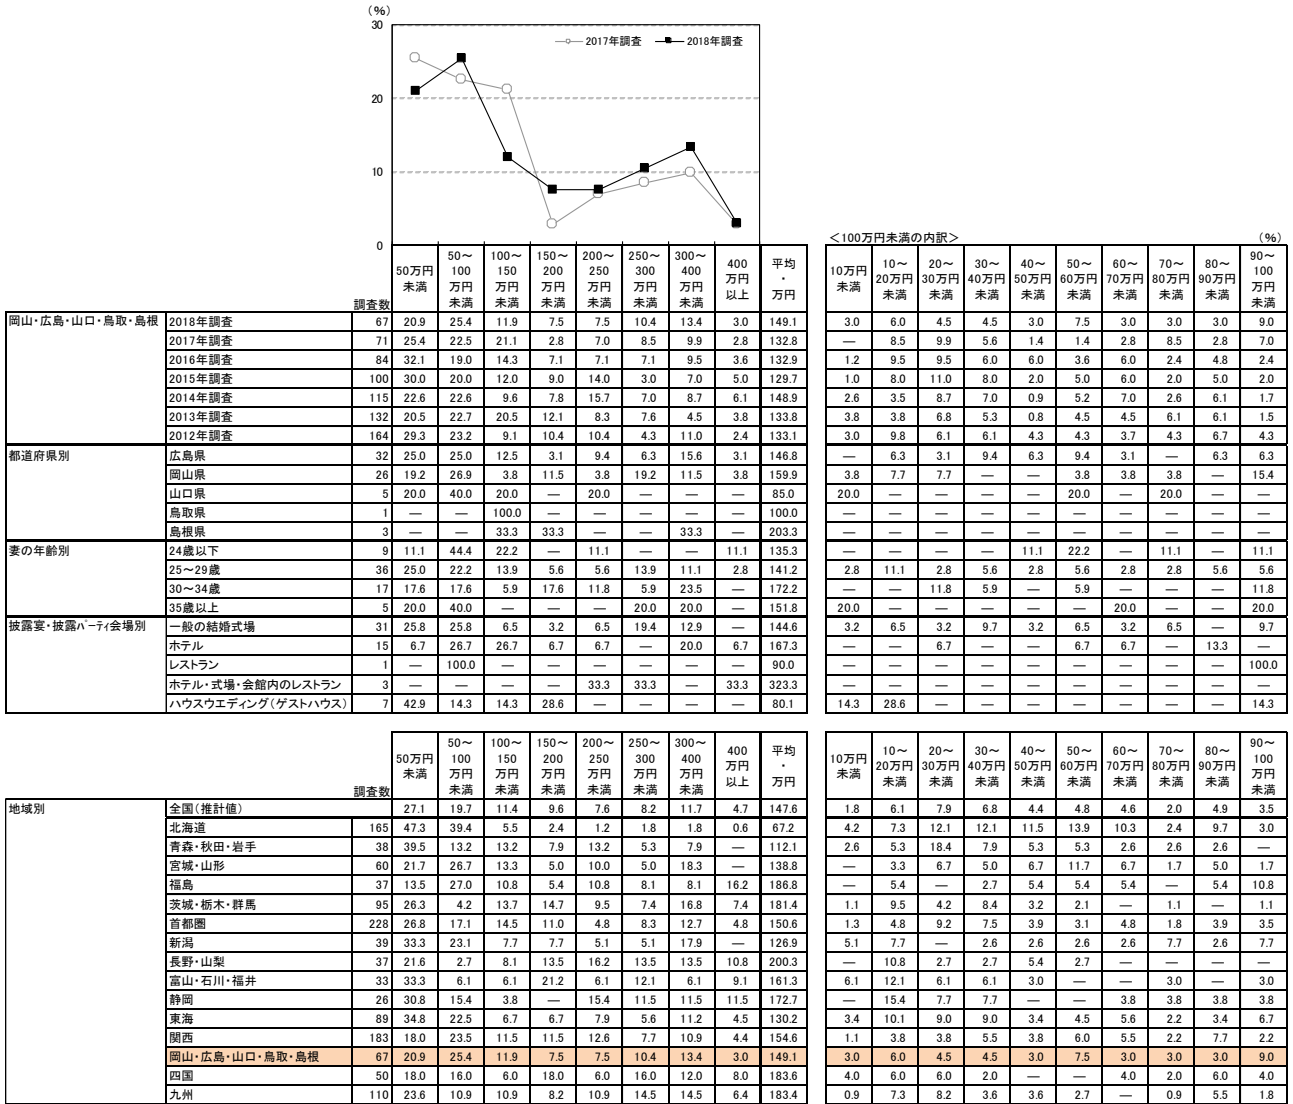 (%)
30
20
10
0
2017年調査 2018年調査
<100万円未満の内訳> (%)
調査数 50万円未満 50～100万円未満 100～150万円未満 150～200万円未満 200～250万円未満 250～300万円未満 300～400万円未満 400万円以上 平均・万円 10万円未満 10～20万円未満 20～30万円未満 30～40万円未満 40～50万円未満 50～60万円未満 60～70万円未満 70～80万円未満 80～90万円未満 90～100万円未満
岡山・広島・山口・鳥取・島根 2018年調査 67 20.9 25.4 11.9 7.5 7.5 10.4 13.4 3.0 149.1 3.0 6.0 4.5 4.5 3.0 7.5 3.0 3.0 3.0 9.0
2017年調査 71 25.4 22.5 21.1 2.8 7.0 8.5 9.9 2.8 132.8 — 8.5 9.9 5.6 1.4 1.4 2.8 8.5 2.8 7.0
2016年調査 84 32.1 19.0 14.3 7.1 7.1 7.1 9.5 3.6 132.9 1.2 9.5 9.5 6.0 6.0 3.6 6.0 2.4 4.8 2.4
2015年調査 100 30.0 20.0 12.0 9.0 14.0 3.0 7.0 5.0 129.7 1.0 8.0 11.0 8.0 2.0 5.0 6.0 2.0 5.0 2.0
2014年調査 115 22.6 22.6 9.6 7.8 15.7 7.0 8.7 6.1 148.9 2.6 3.5 8.7 7.0 0.9 5.2 7.0 2.6 6.1 1.7
2013年調査 132 20.5 22.7 20.5 12.1 8.3 7.6 4.5 3.8 133.8 3.8 3.8 6.8 5.3 0.8 4.5 4.5 6.1 6.1 1.5
2012年調査 164 29.3 23.2 9.1 10.4 10.4 4.3 11.0 2.4 133.1 3.0 9.8 6.1 6.1 4.3 4.3 3.7 4.3 6.7 4.3
都道府県別 広島県 32 25.0 25.0 12.5 3.1 9.4 6.3 15.6 3.1 146.8 — 6.3 3.1 9.4 6.3 9.4 3.1 — 6.3 6.3
岡山県 26 19.2 26.9 3.8 11.5 3.8 19.2 11.5 3.8 159.9 3.8 7.7 7.7 — — 3.8 3.8 3.8 — 15.4
山口県 5 20.0 40.0 20.0 — 20.0 — — — 85.0 20.0 — — — — 20.0 — 20.0 — —
鳥取県 1 — — 100.0 — — — — — 100.0 — — — — — — — — — —
島根県 3 — — 33.3 33.3 — — 33.3 — 203.3 — — — — — — — — — —
妻の年齢別 24歳以下 9 11.1 44.4 22.2 — 11.1 — — 11.1 135.3 — — — — 11.1 22.2 — 11.1 — 11.1
25～29歳 36 25.0 22.2 13.9 5.6 5.6 13.9 11.1 2.8 141.2 2.8 11.1 2.8 5.6 2.8 5.6 2.8 2.8 5.6 5.6
30～34歳 17 17.6 17.6 5.9 17.6 11.8 5.9 23.5 — 172.2 — — 11.8 5.9 — 5.9 — — — 11.8
35歳以上 5 20.0 40.0 — — — 20.0 20.0 — 151.8 20.0 — — — — — 20.0 — — 20.0
披露宴・披露ﾊﾟｰﾃｨ会場別 一般の結婚式場 31 25.8 25.8 6.5 3.2 6.5 19.4 12.9 — 144.6 3.2 6.5 3.2 9.7 3.2 6.5 3.2 6.5 — 9.7
ホテル 15 6.7 26.7 26.7 6.7 6.7 — 20.0 6.7 167.3 — — 6.7 — — 6.7 6.7 — 13.3 —
レストラン 1 — 100.0 — — — — — — 90.0 — — — — — — — — — 100.0
ホテル・式場・会館内のレストラン 3 — — — — 33.3 33.3 — 33.3 323.3 — — — — — — — — — —
ハウスウエディング（ゲストハウス） 7 42.9 14.3 14.3 28.6 — — — — 80.1 14.3 28.6 — — — — — — — 14.3
調査数 50万円未満 50～100万円未満 100～150万円未満 150～200万円未満 200～250万円未満 250～300万円未満 300～400万円未満 400万円以上 平均・万円 10万円未満 10～20万円未満 20～30万円未満 30～40万円未満 40～50万円未満 50～60万円未満 60～70万円未満 70～80万円未満 80～90万円未満 90～100万円未満
地域別 全国（推計値） 27.1 19.7 11.4 9.6 7.6 8.2 11.7 4.7 147.6 1.8 6.1 7.9 6.8 4.4 4.8 4.6 2.0 4.9 3.5
北海道 165 47.3 39.4 5.5 2.4 1.2 1.8 1.8 0.6 67.2 4.2 7.3 12.1 12.1 11.5 13.9 10.3 2.4 9.7 3.0
青森・秋田・岩手 38 39.5 13.2 13.2 7.9 13.2 5.3 7.9 — 112.1 2.6 5.3 18.4 7.9 5.3 5.3 2.6 2.6 2.6 —
宮城・山形 60 21.7 26.7 13.3 5.0 10.0 5.0 18.3 — 138.8 — 3.3 6.7 5.0 6.7 11.7 6.7 1.7 5.0 1.7
福島 37 13.5 27.0 10.8 5.4 10.8 8.1 8.1 16.2 186.8 — 5.4 — 2.7 5.4 5.4 5.4 — 5.4 10.8
茨城・栃木・群馬 95 26.3 4.2 13.7 14.7 9.5 7.4 16.8 7.4 181.4 1.1 9.5 4.2 8.4 3.2 2.1 — 1.1 — 1.1
首都圏 228 26.8 17.1 14.5 11.0 4.8 8.3 12.7 4.8 150.6 1.3 4.8 9.2 7.5 3.9 3.1 4.8 1.8 3.9 3.5
新潟 39 33.3 23.1 7.7 7.7 5.1 5.1 17.9 — 126.9 5.1 7.7 — 2.6 2.6 2.6 2.6 7.7 2.6 7.7
長野・山梨 37 21.6 2.7 8.1 13.5 16.2 13.5 13.5 10.8 200.3 — 10.8 2.7 2.7 5.4 2.7 — — — —
富山・石川・福井 33 33.3 6.1 6.1 21.2 6.1 12.1 6.1 9.1 161.3 6.1 12.1 6.1 6.1 3.0 — — 3.0 — 3.0
静岡 26 30.8 15.4 3.8 — 15.4 11.5 11.5 11.5 172.7 — 15.4 7.7 7.7 — — 3.8 3.8 3.8 3.8
東海 89 34.8 22.5 6.7 6.7 7.9 5.6 11.2 4.5 130.2 3.4 10.1 9.0 9.0 3.4 4.5 5.6 2.2 3.4 6.7
関西 183 18.0 23.5 11.5 11.5 12.6 7.7 10.9 4.4 154.6 1.1 3.8 3.8 5.5 3.8 6.0 5.5 2.2 7.7 2.2
岡山・広島・山口・鳥取・島根 67 20.9 25.4 11.9 7.5 7.5 10.4 13.4 3.0 149.1 3.0 6.0 4.5 4.5 3.0 7.5 3.0 3.0 3.0 9.0
四国 50 18.0 16.0 6.0 18.0 6.0 16.0 12.0 8.0 183.6 4.0 6.0 6.0 2.0 — — 4.0 2.0 6.0 4.0
九州 110 23.6 10.9 10.9 8.2 10.9 14.5 14.5 6.4 183.4 0.9 7.3 8.2 3.6 3.6 2.7 — 0.9 5.5 1.8